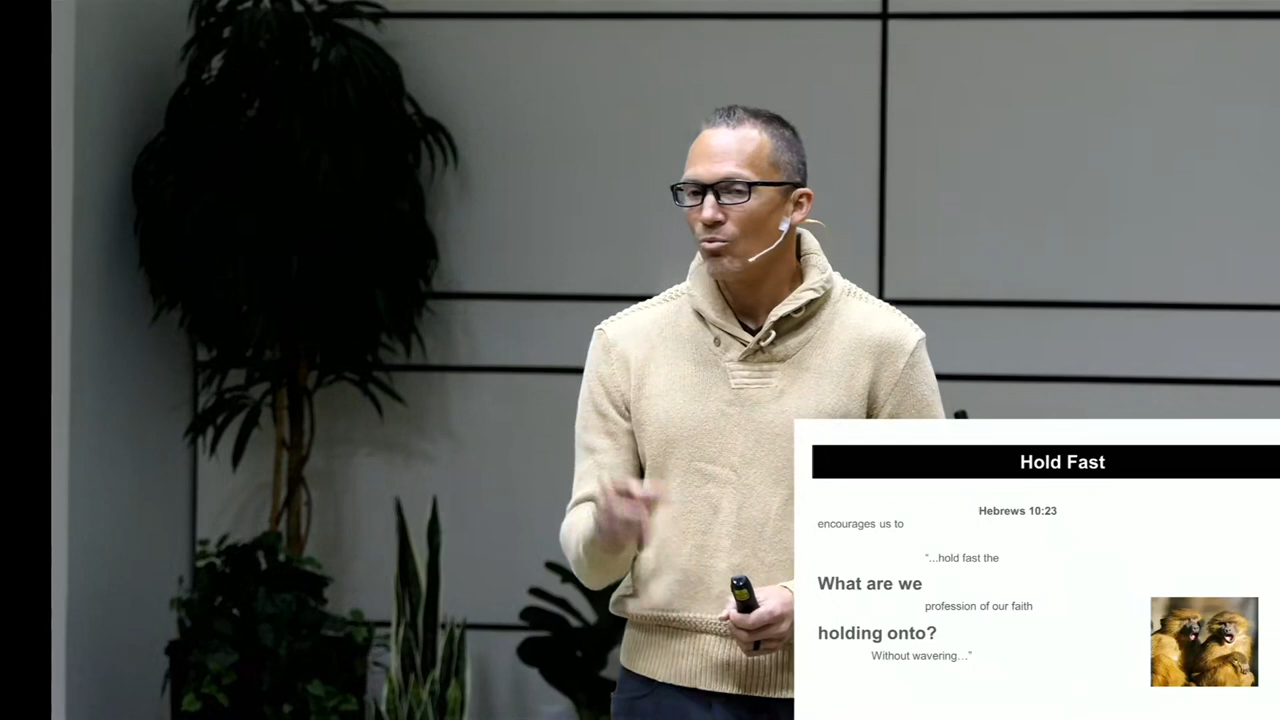 Hold Fast
Hebrews 10:23
encourages us to
“...hold fast the
What are we
profession of our faith
holding onto?
Without wavering...”